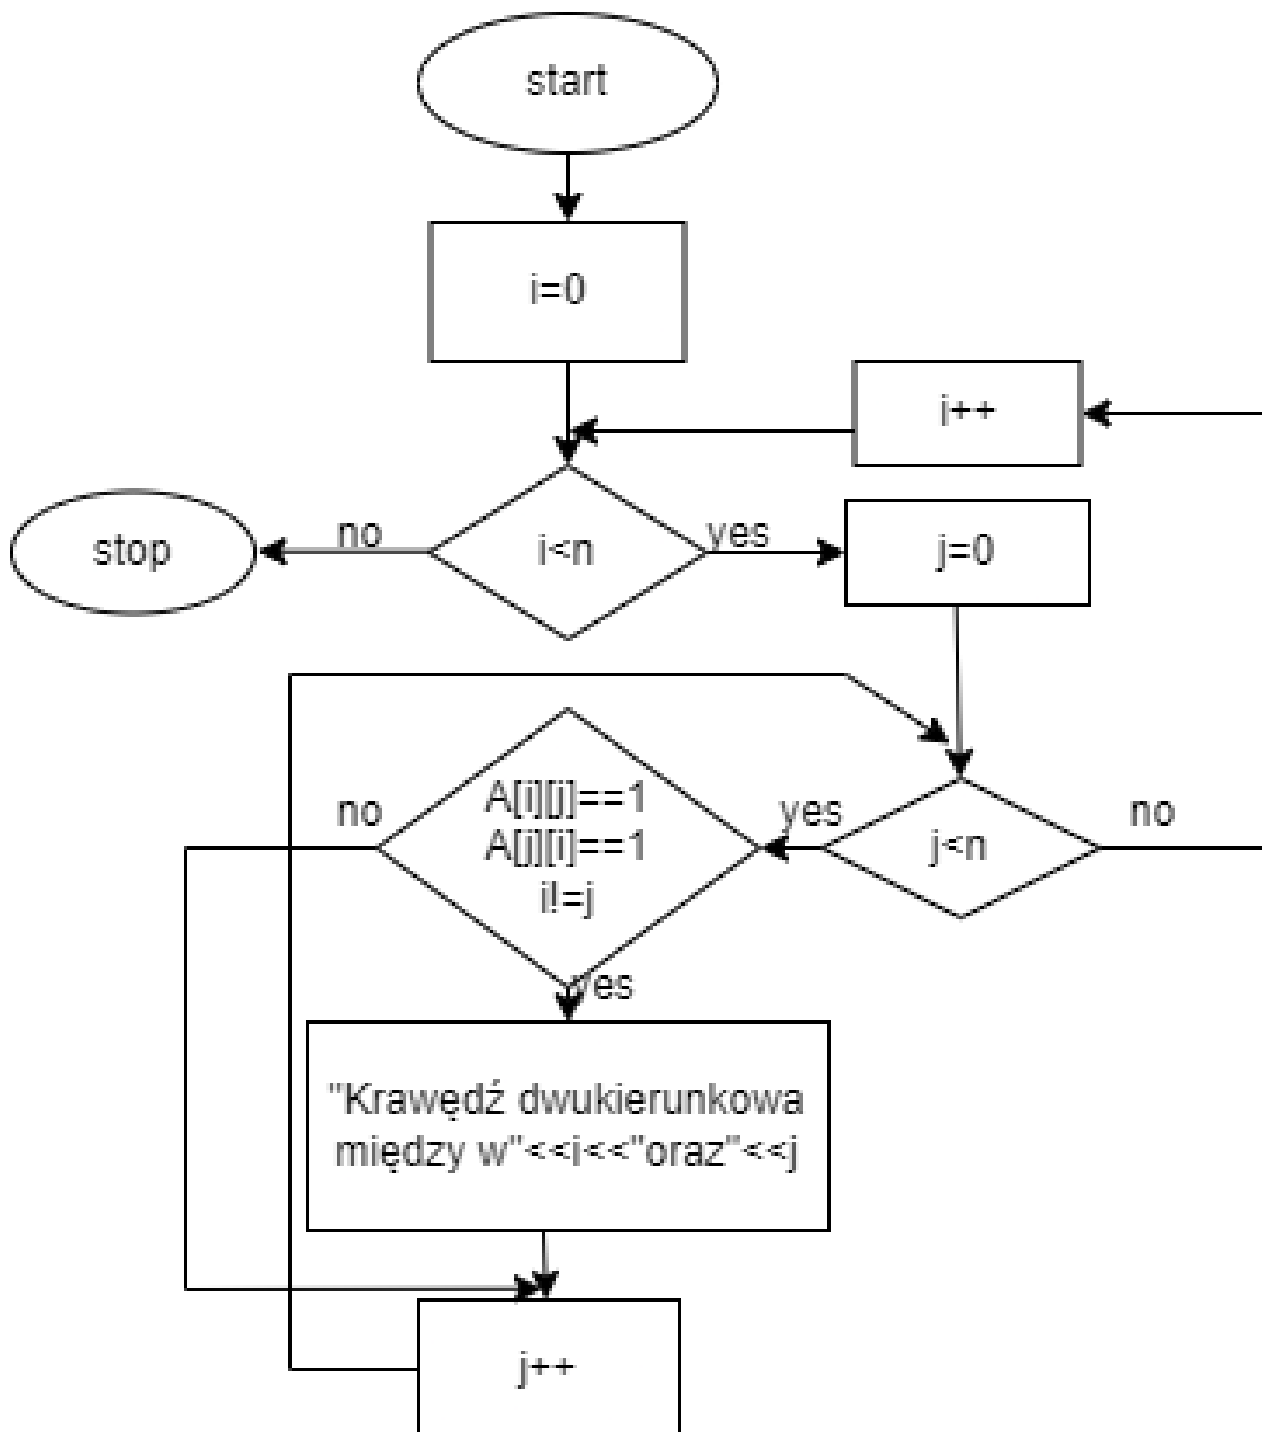 start
i=0
i++
no
i<n
yes
stop
j=0
A[i][j]==1
A[j][i]==1
i!=j
no
yes
j<n
no
yes
"Krawędź dwukierunkowa
między w"<<i<<"oraz"<<j
j++